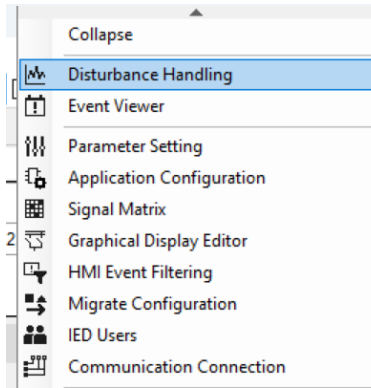 Collapse
Disturbance Handling
Event Viewer
Parameter Setting
Application Configuration
Signal Matrix
2
Graphical Display Editor
HMI Event Filtering
Migrate Configuration
IED Users
Communication Connection